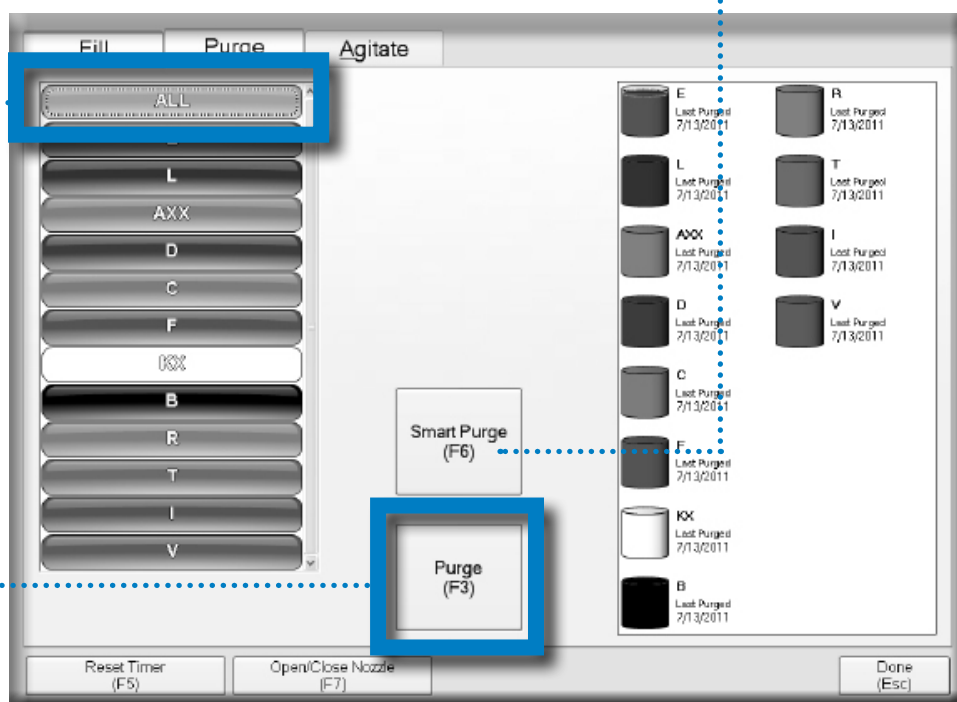 Fill Purge Agitate
ALL
L
AXX
D
C
F
KX
B
R
T
I
V
Smart Purge
(F6)
Purge
(F3)
E
Last Purged
7/13/2011
L
Last Purged
7/13/2011
AXX
Last Purged
7/13/2011
D
Last Purged
7/13/2011
C
Last Purged
7/13/2011
F
Last Purged
7/13/2011
KX
Last Purged
7/13/2011
B
Last Purged
7/13/2011
R
Last Purged
7/13/2011
T
Last Purged
7/13/2011
I
Last Purged
7/13/2011
V
Last Purged
7/13/2011
Reset Timer
(F5)
Open/Close Nozzle
(F7)
Done
(Esc)